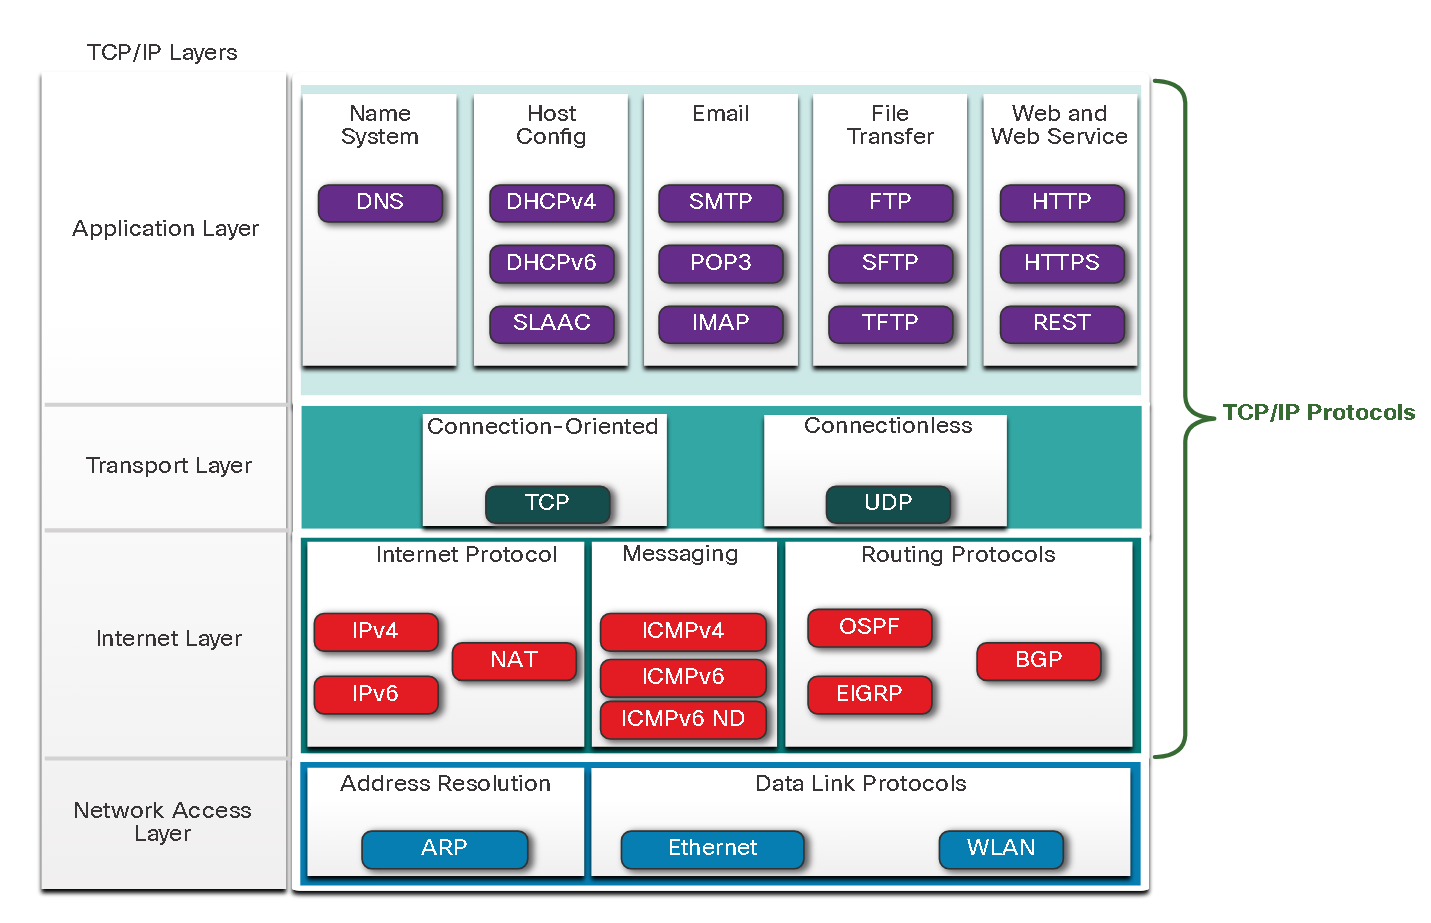 TCP/IP Layers
Application Layer
Name
System
DNS
Host
Config
DHCPv4
DHCPv6
SLAAC
Email
SMTP
POP3
IMAP
File
Transfer
FTP
SFTP
TFTP
Web and
Web Service
HTTP
HTTPS
REST
TCP/IP Protocols
Transport Layer
Connection-Oriented
TCP
Connectionless
UDP
Internet Layer
Internet Protocol
IPv4
NAT
IPv6
Messaging
ICMPv4
ICMPv6
ICMPv6 ND
Routing Protocols
OSPF
BGP
EIGRP
Network Access
Layer
Address Resolution
ARP
Data Link Protocols
Ethernet
WLAN